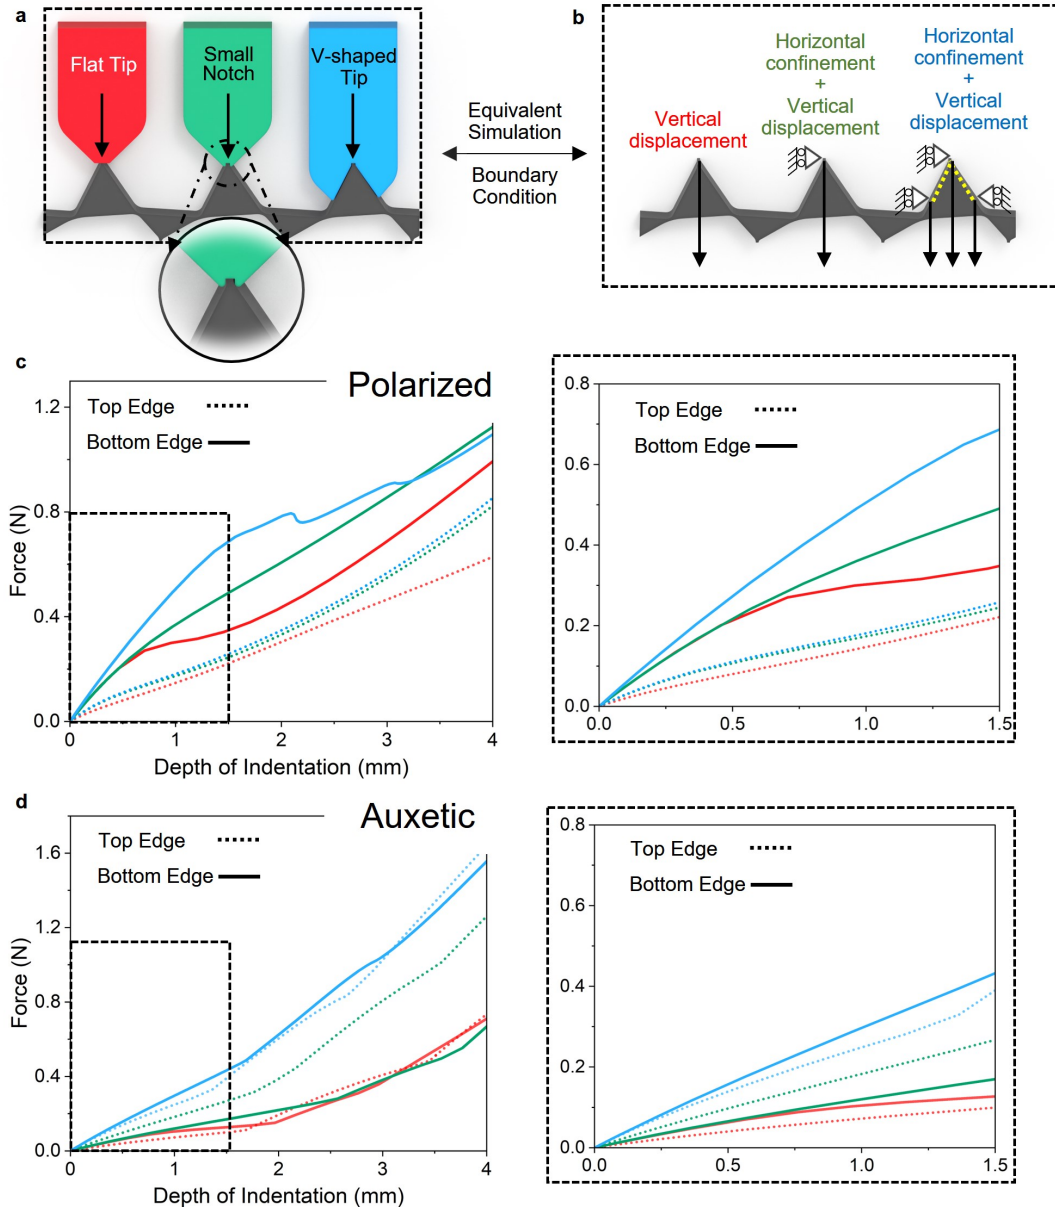 a
Flat Tip
Small
Notch
V-shaped
Tip
Equivalent
Simulation
Boundary
Condition
b
Vertical
displacement
Horizontal
confinement
+
Vertical
displacement
Horizontal
confinement
+
Vertical
displacement
c
Polarized
Top Edge
Bottom Edge
Force (N)
1.2
0.8
0.4
0.0
0
1
2
3
4
Depth of Indentation (mm)
Top Edge
Bottom Edge
0.8
0.6
0.4
0.2
0.0
0.0
0.5
1.0
1.5
d
Auxetic
Top Edge
Bottom Edge
Force (N)
1.6
1.2
0.8
0.4
0.0
0
1
2
3
4
Depth of Indentation (mm)
Top Edge
Bottom Edge
0.8
0.6
0.4
0.2
0.0
0.0
0.5
1.0
1.5